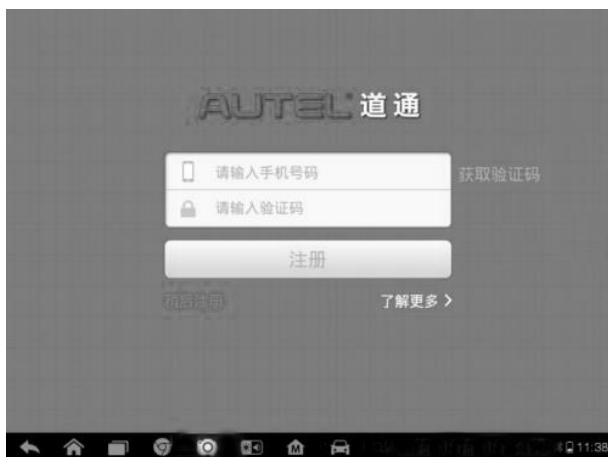 AUTEL 道通
请输入手机号码
获取验证码
请输入验证码
注册
稍后注册
了解更多 >
11:38